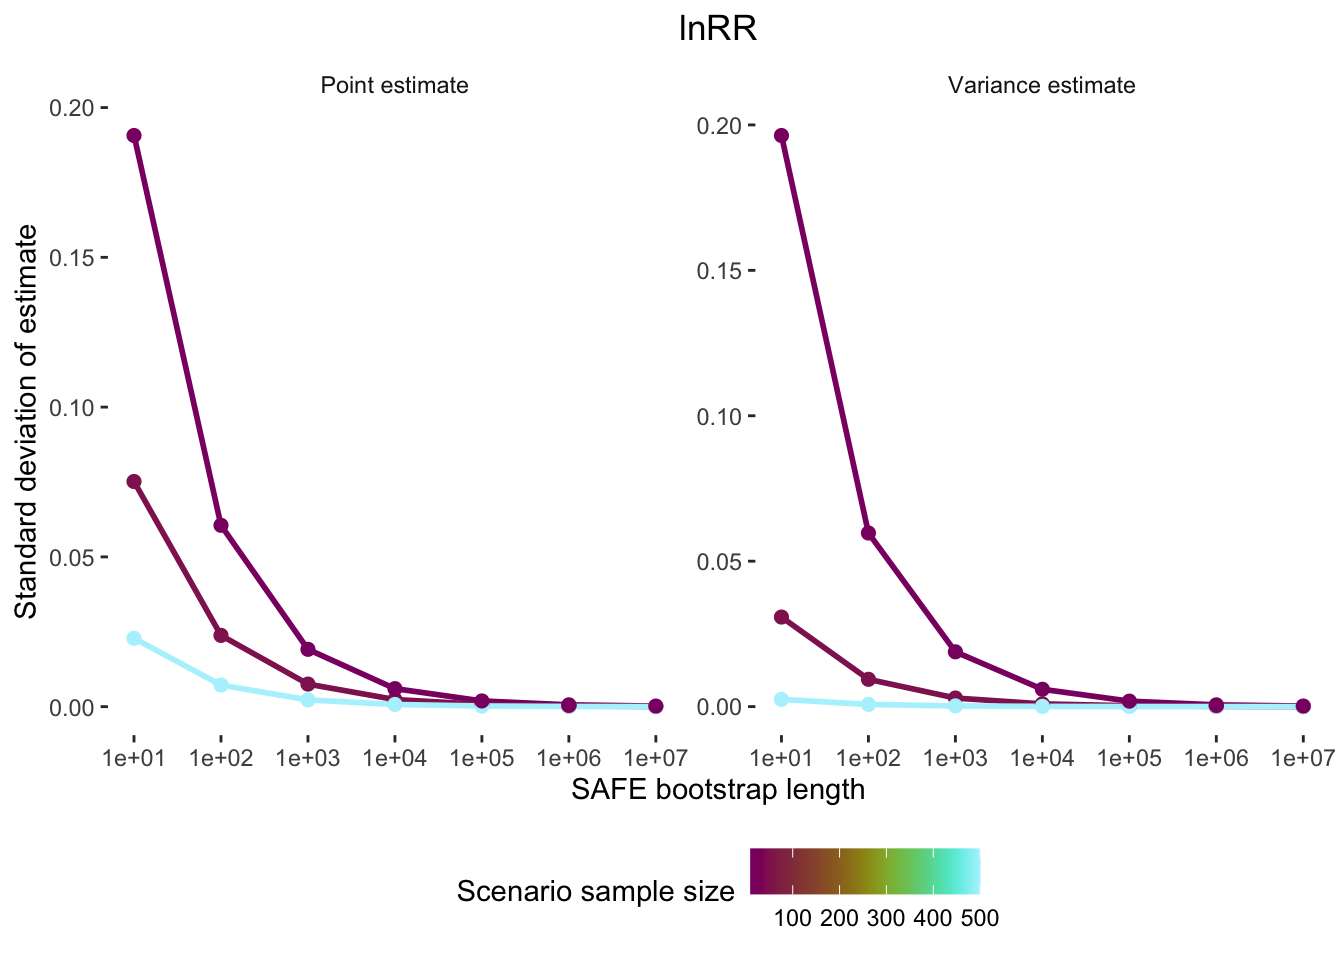 lnRR
Point estimate
Variance estimate
Standard deviation of estimate
0.20
0.15
0.10
0.05
0.00
0.20
0.15
0.10
0.05
0.00
1e+01 1e+02 1e+03 1e+04 1e+05 1e+06 1e+07
1e+01 1e+02 1e+03 1e+04 1e+05 1e+06 1e+07
SAFE bootstrap length
Scenario sample size
100 200 300 400 500